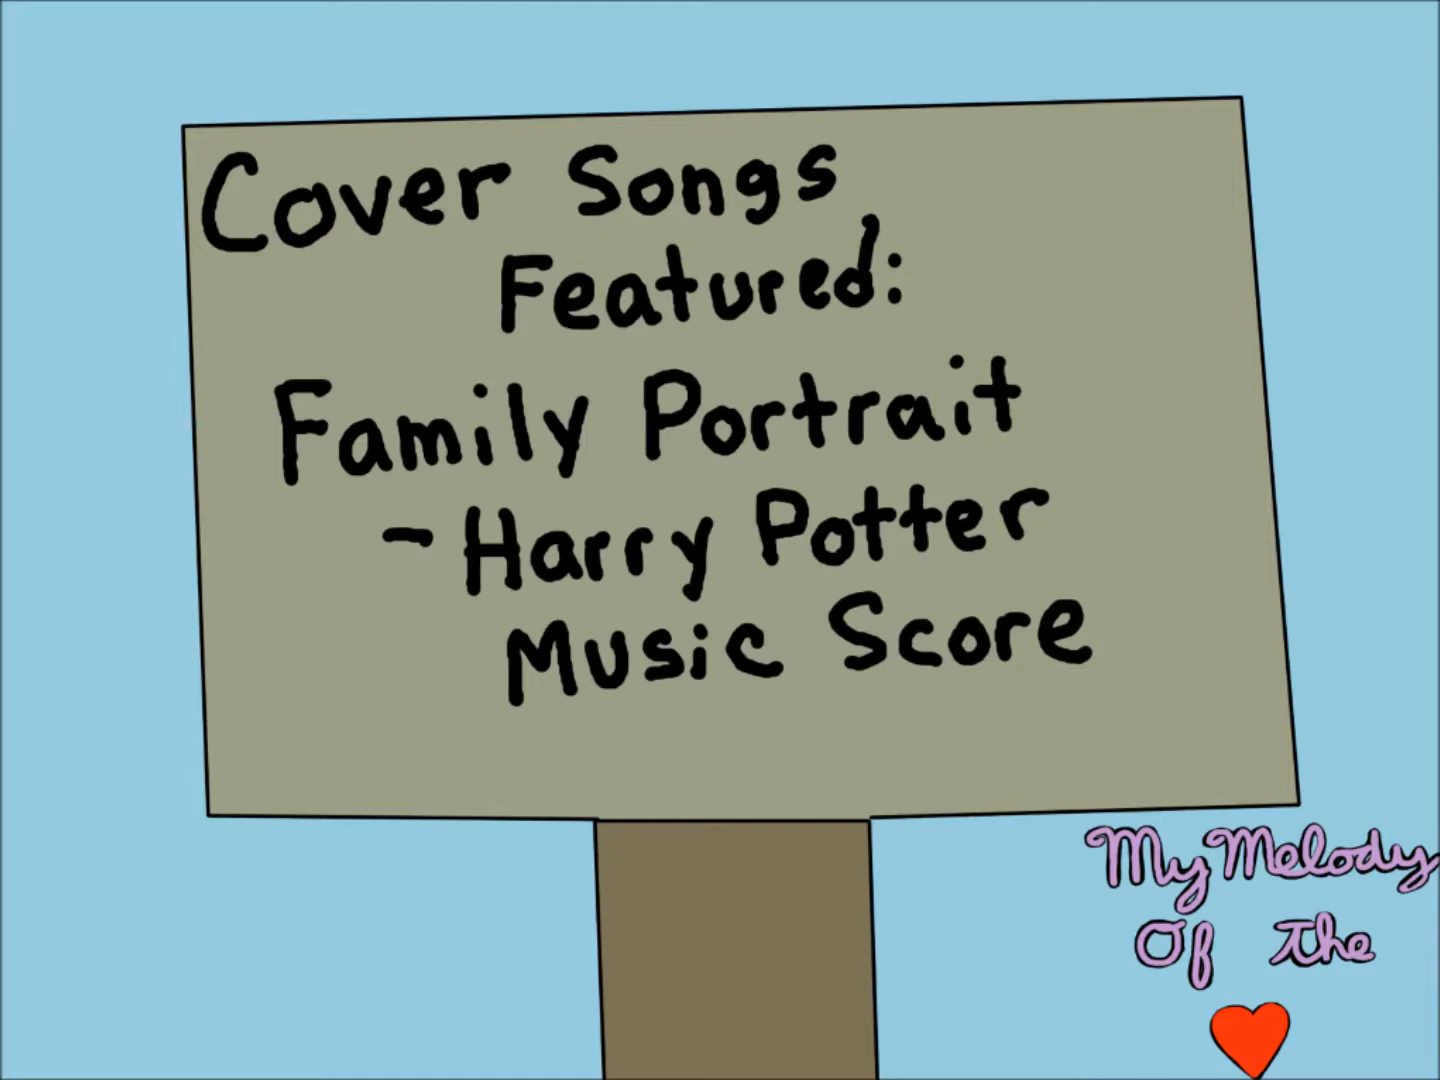 Cover Songs
Featured:
Family Portrait
- Harry Potter
Music Score
My Melody
Of The